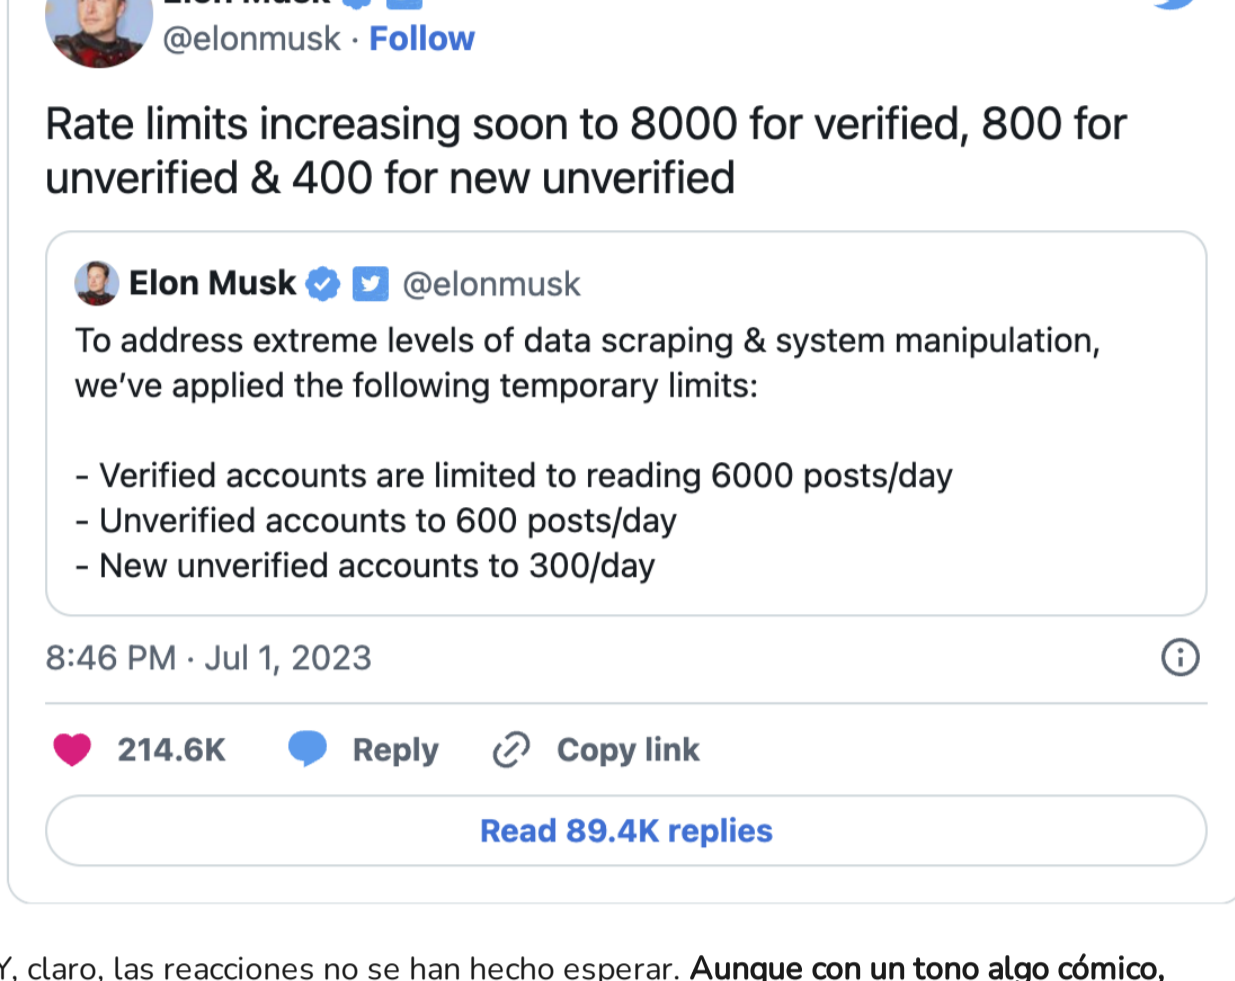 Elon Musk
@elonmusk · Follow
Rate limits increasing soon to 8000 for verified, 800 for
unverified & 400 for new unverified
Elon Musk @elonmusk
To address extreme levels of data scraping & system manipulation,
we’ve applied the following temporary limits:
- Verified accounts are limited to reading 6000 posts/day
- Unverified accounts to 600 posts/day
- New unverified accounts to 300/day
8:46 PM · Jul 1, 2023
214.6K Reply Copy link
Read 89.4K replies
Y, claro, las reacciones no se han hecho esperar. Aunque con un tono algo cómico,